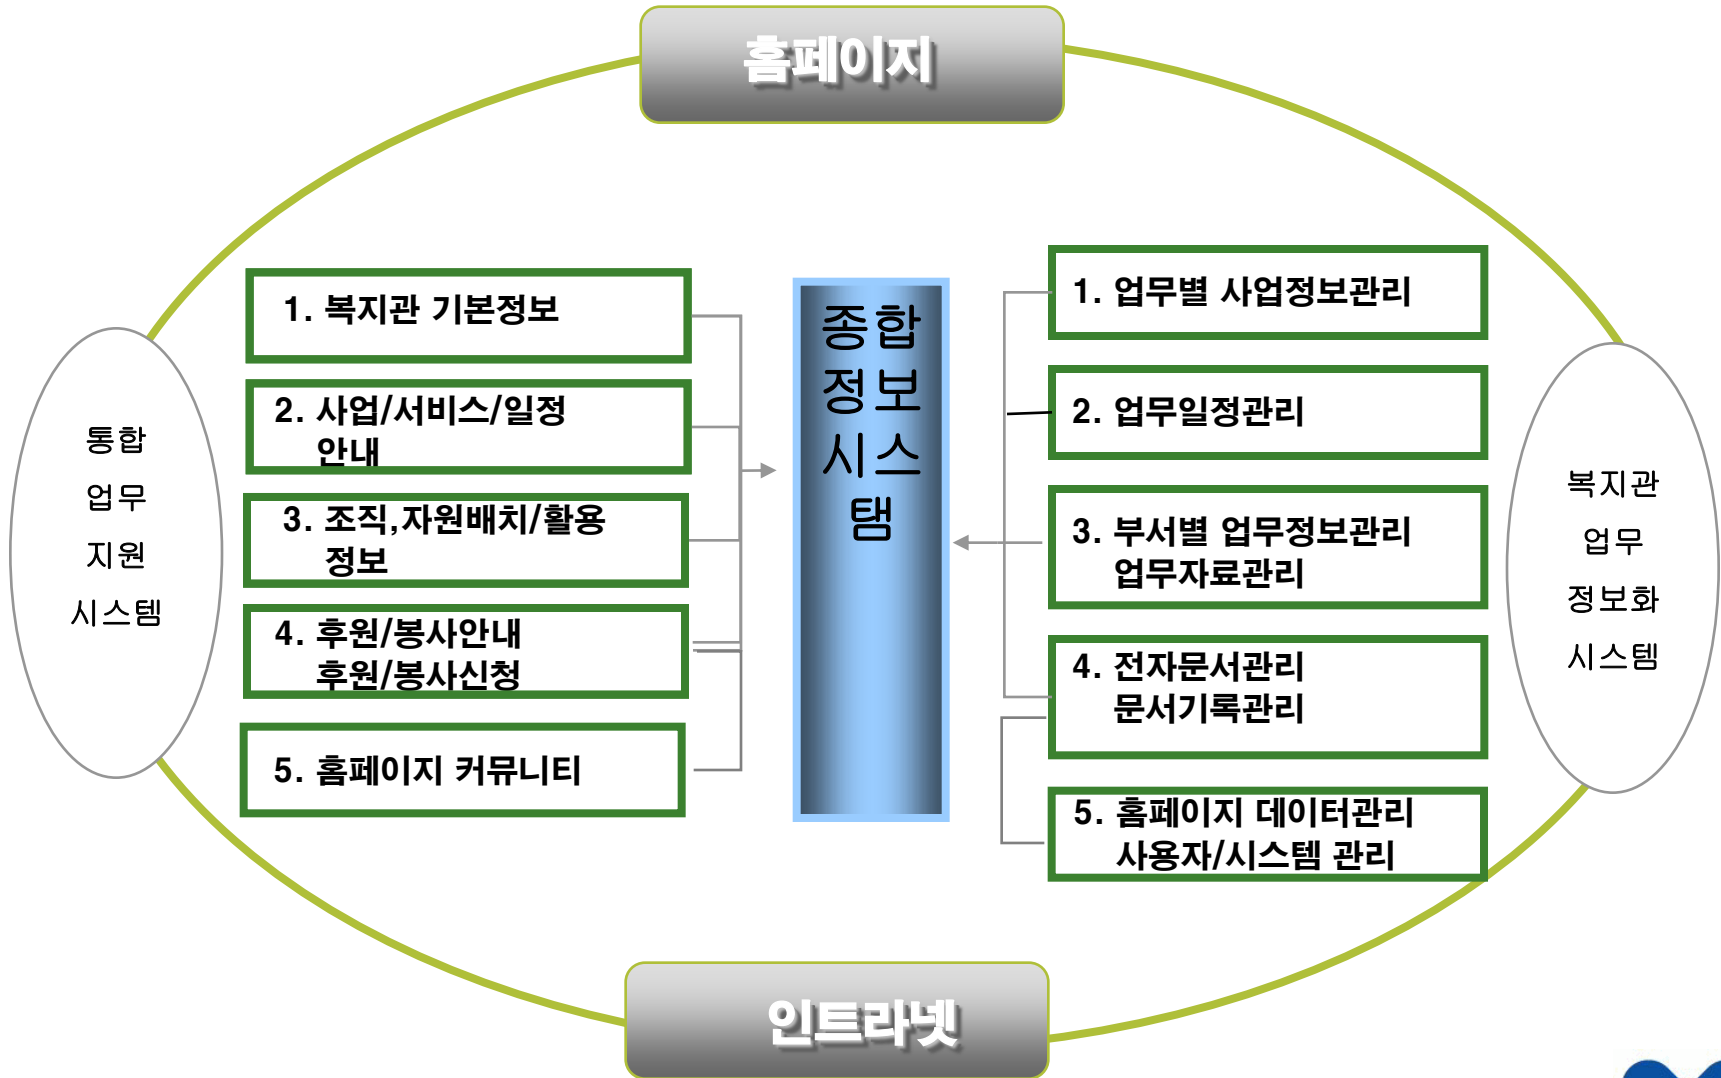 홈페이지
통합
업무
지원
시스템
1. 복지관 기본정보
2. 사업/서비스/일정
안내
3. 조직,자원배치/활용
정보
4. 후원/봉사안내
후원/봉사신청
5. 홈페이지 커뮤니티
종합
정보
시스
탬
1. 업무별 사업정보관리
2. 업무일정관리
3. 부서별 업무정보관리
업무자료관리
4. 전자문서관리
문서기록관리
5. 홈페이지 데이터관리
사용자/시스템 관리
복지관
업무
정보화
시스템
인트라넷